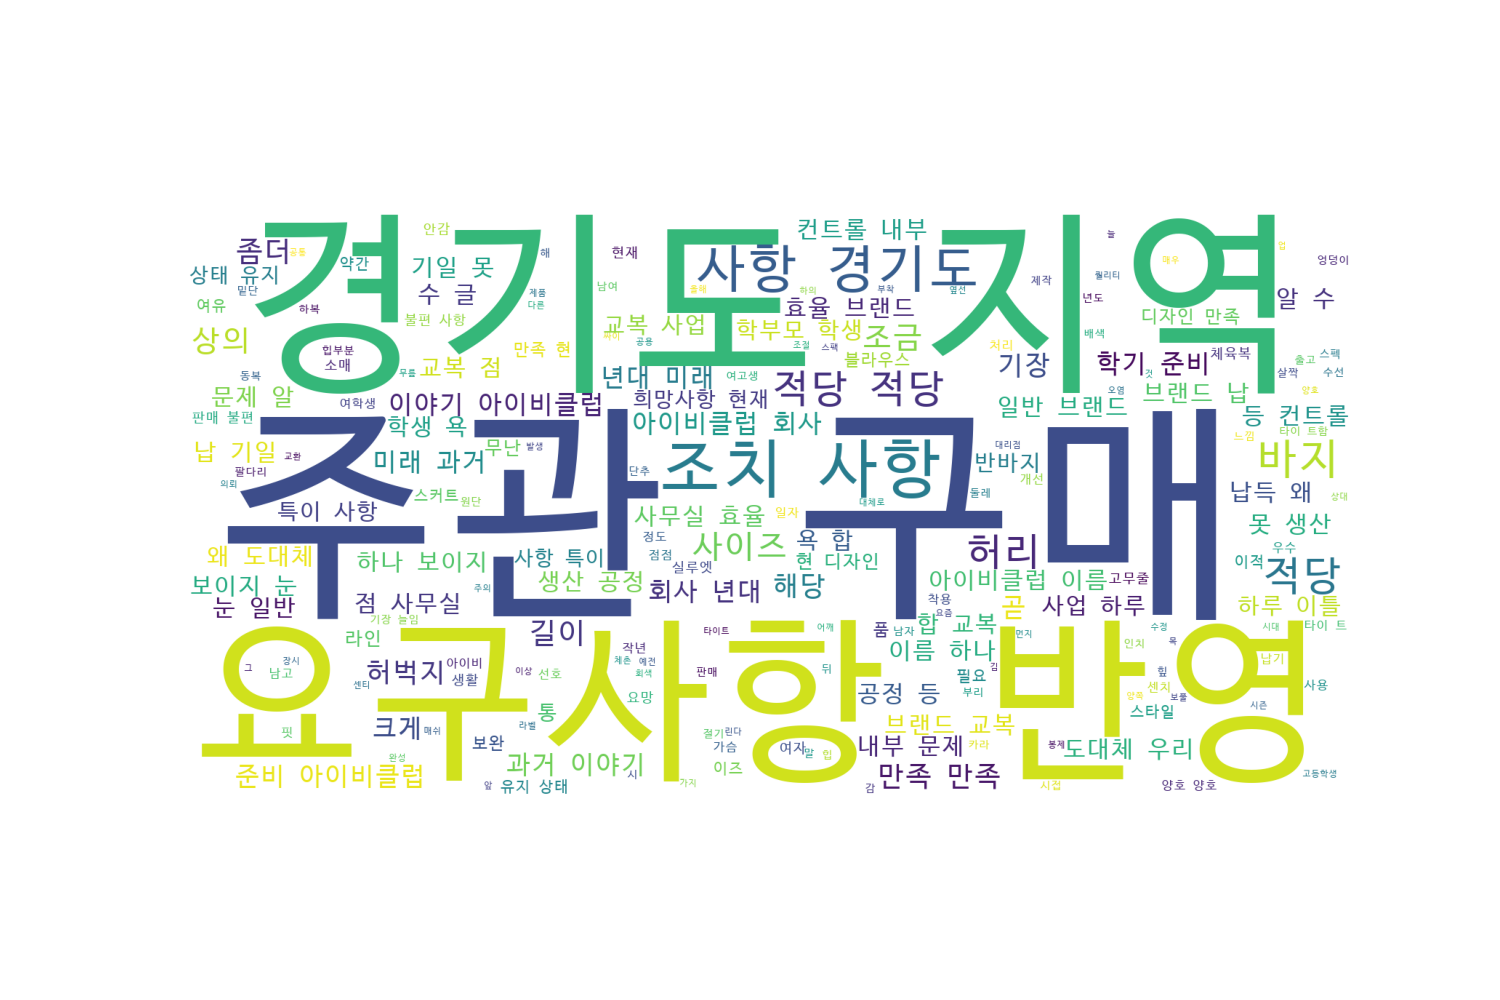 경기도 지역
주관 구매
요구사항 반영
사항 경기도
조치 사항
컨트롤 내부
안감
좀더
공통
약간
기일 못
해
현재
늘
업
엉덩이
상태 유지
밑단
수 글
제품
다른
남여
출제
하의
부착
옆선
제작
퀄리티
매우
알 수
여유
하복
불편 사항
교복 사업
효율 브랜드
년도
디자인 만족
상의
힙부분
소매
만족 현
학부모 학생
조절
스펙
조금
공용
블라우스
처리
배색
체육복
출고
스펙
동복
무릎
교복 점
년대 미래
여고생
적당 적당
기장
학기 준비
것
살짝
수선
문제 알
여학생
이야기 아이비클럽
희망사항 현재
일반 브랜드
오염
브랜드 납
양호
판매 불편
학생 욕
아이비클럽 회사
등 컨트롤
납 기일
교환
무난
발생
대리점
느낌
타이 트함
팔다리
미래 과거
단추
반바지
개선
바지
의뢰
스커트
원단
둘레
납득 왜
상대
특이 사항
사무실 효율
일자
대체로
못 생산
왜 도대체
하나 보이지
사항 특이
정도
점점
사이즈
욕 합
현 디자인
허리
우수
이적
적당
보이지 눈
주의
생산 공정
실루엣
회사 년대
해당
아이비클럽 이름
고무줄
눈 일반
점 사무실
착용
요즘
곧
사업 하루
하루 이틀
기장 늘임
길이
타이트
어깨
품
남자
합 교복
먼지
수정
시대
타이 트
라인
작년
이름 하나
인치
목
그
장시
남고
허벅지
아이비
생활
이상
선호
체촌
예전
회색
판매
뒤
필요
김
힢
납기
센티
요망
공정 등
부리
양쪽
센치
보풀
사용
핏
크게
매쉬
라벨
통
스타일
시즌
보완
절기
린다
가슴
여자
말
힙
브랜드 교복
카라
완성
과거 이야기
시
이즈
내부 문제
봉제
도대체 우리
준비 아이비클럽
앞
유지 상태
가지
감
만족 만족
시접
양호 양호
고등학생